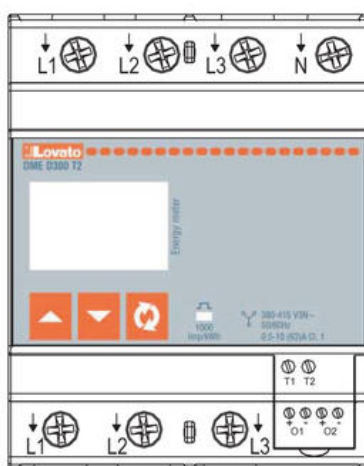 L1 L2 L3 N
Lovato
DME D300 T2
Energy meter
1000
Imp/kWh
380-415 V3N~
50/60Hz
0.5-10 (63)A Cl. 1
T1 T2
+ - + -
O1 O2
L1 L2 L3